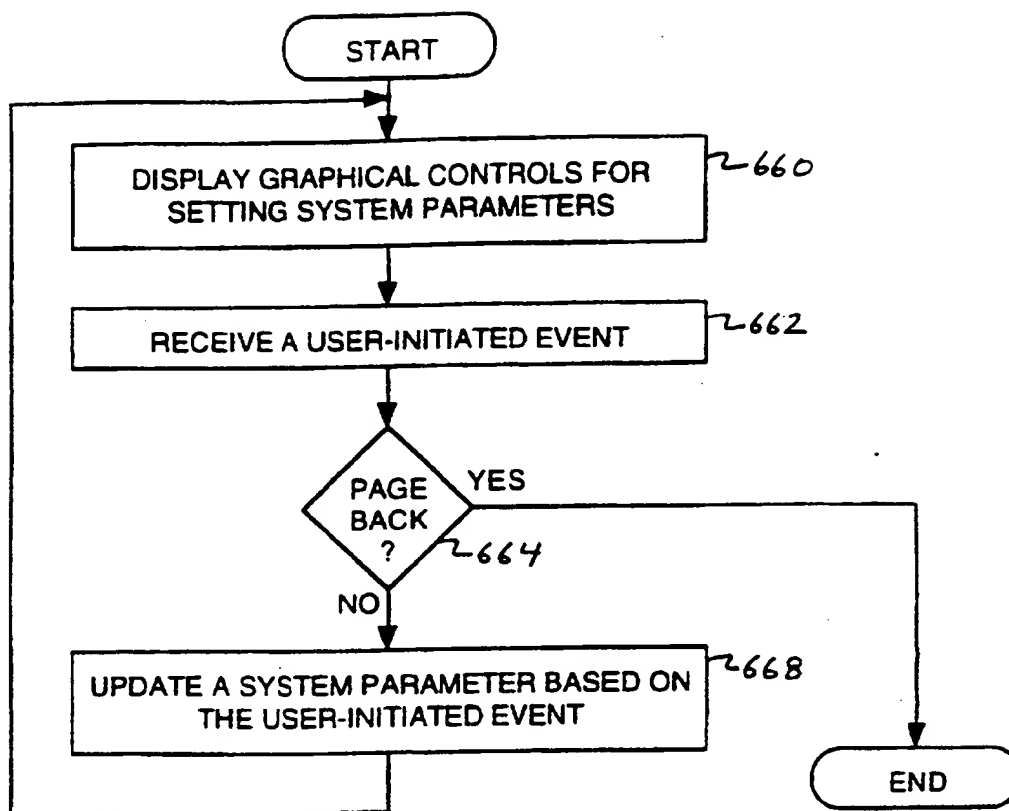 START
DISPLAY GRAPHICAL CONTROLS FOR
SETTING SYSTEM PARAMETERS
660
RECEIVE A USER-INITIATED EVENT
662
PAGE
BACK
?
YES
664
NO
UPDATE A SYSTEM PARAMETER BASED ON
THE USER-INITIATED EVENT
668
END